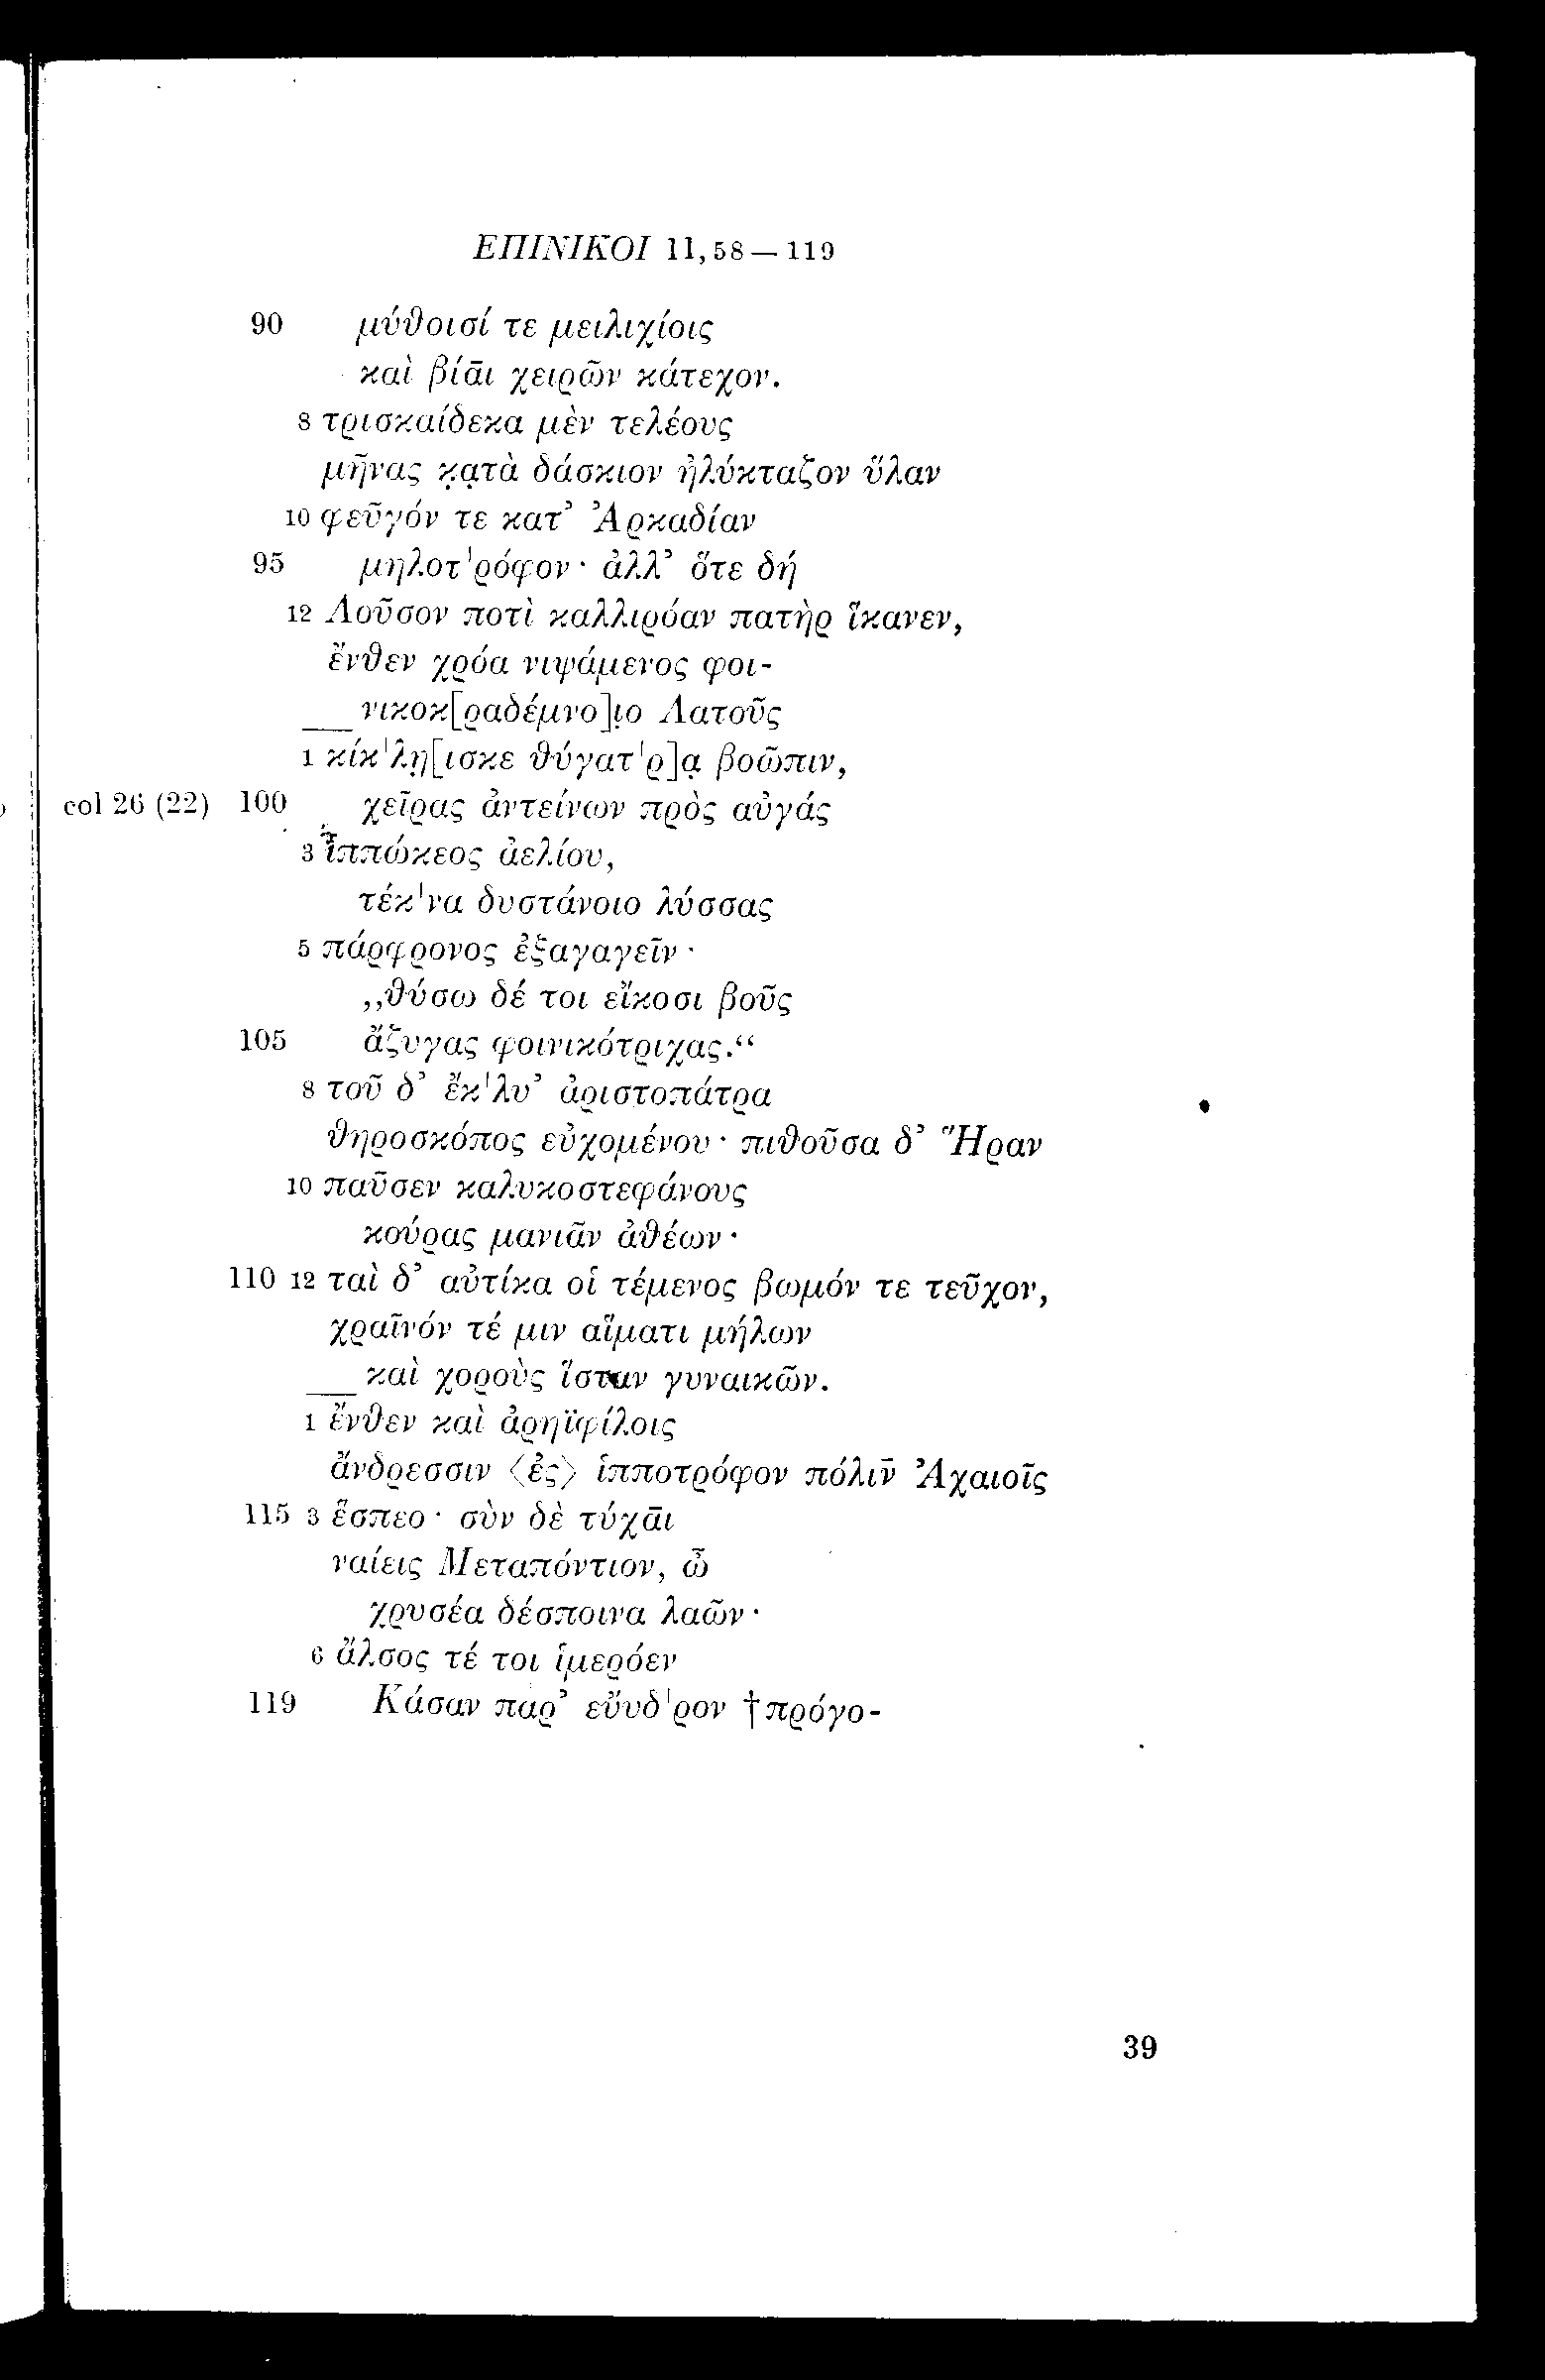 ΕΠΙΝΙΚΟΙ 11,58—119
90 μύθοισί τε μειλιχίοις
καὶ βίᾱι χειρῶν κάτεχον.
8 τρισκαίδεκα μὲν τελέους
μῆνας κ̣α̣τὰ δάσκιον ἠλύκταζον ὕλαν
10 φεῦγόν τε κατ’ Ἀρκαδίαν
95 μηλοτ'ρόφον· ἀλλ’ ὅτε δή
12 Λοῦσον ποτὶ καλλιρόαν πατὴρ ἵκανεν,
ἔνθεν χρόα νιψάμενος φοι-
νικοκ[ραδέμνο]ι̣ο Λατοῦς
1 κίκ'λη̣[ισκε θύγατ'ρ]α̣ βοῶπιν,
col 26 (22) 100 χεῖρας ἀντείνων πρὸς αὐγάς
3 ἱππώκεος ἀελίου,
τέκ'να δυστάνοιο λύσσας
5 πάρφρονος ἐξαγαγεῖν·
„θύσω δέ τοι εἴκοσι βοῦς
105 ἄζυγας φοινικότριχας.“
8 τοῦ δ’ ἔκ'λυ’ ἀριστοπάτρα
θηροσκόπος εὐχομένου· πιθοῦσα δ’ Ἥραν
10 παῦσεν καλυκοστεφάνους
κούρας μανιᾶν ἀθέων·
110 12 ταὶ δ’ αὐτίκα οἱ τέμενος βωμόν τε τεῦχον,
χραῖνόν τέ μιν αἵματι μήλων
καὶ χοροὺς ἵσταν γυναικῶν.
1 ἔνθεν καὶ ἀρηϊφίλοις
ἄνδρεσσιν ⟨ἐς⟩ ἱπποτρόφον πόλιν̄ Ἀχαιοῖς
115 3 ἕσπεο· σὺν δὲ τύχᾱι
ναίεις Μεταπόντιον, ὦ
χρυσέα δέσποινα λαῶν·
6 ἄλσος τέ τοι ἱμερόεν
119 Κάσαν παρ’ εὔυδ'ρον †πρόγο-
39